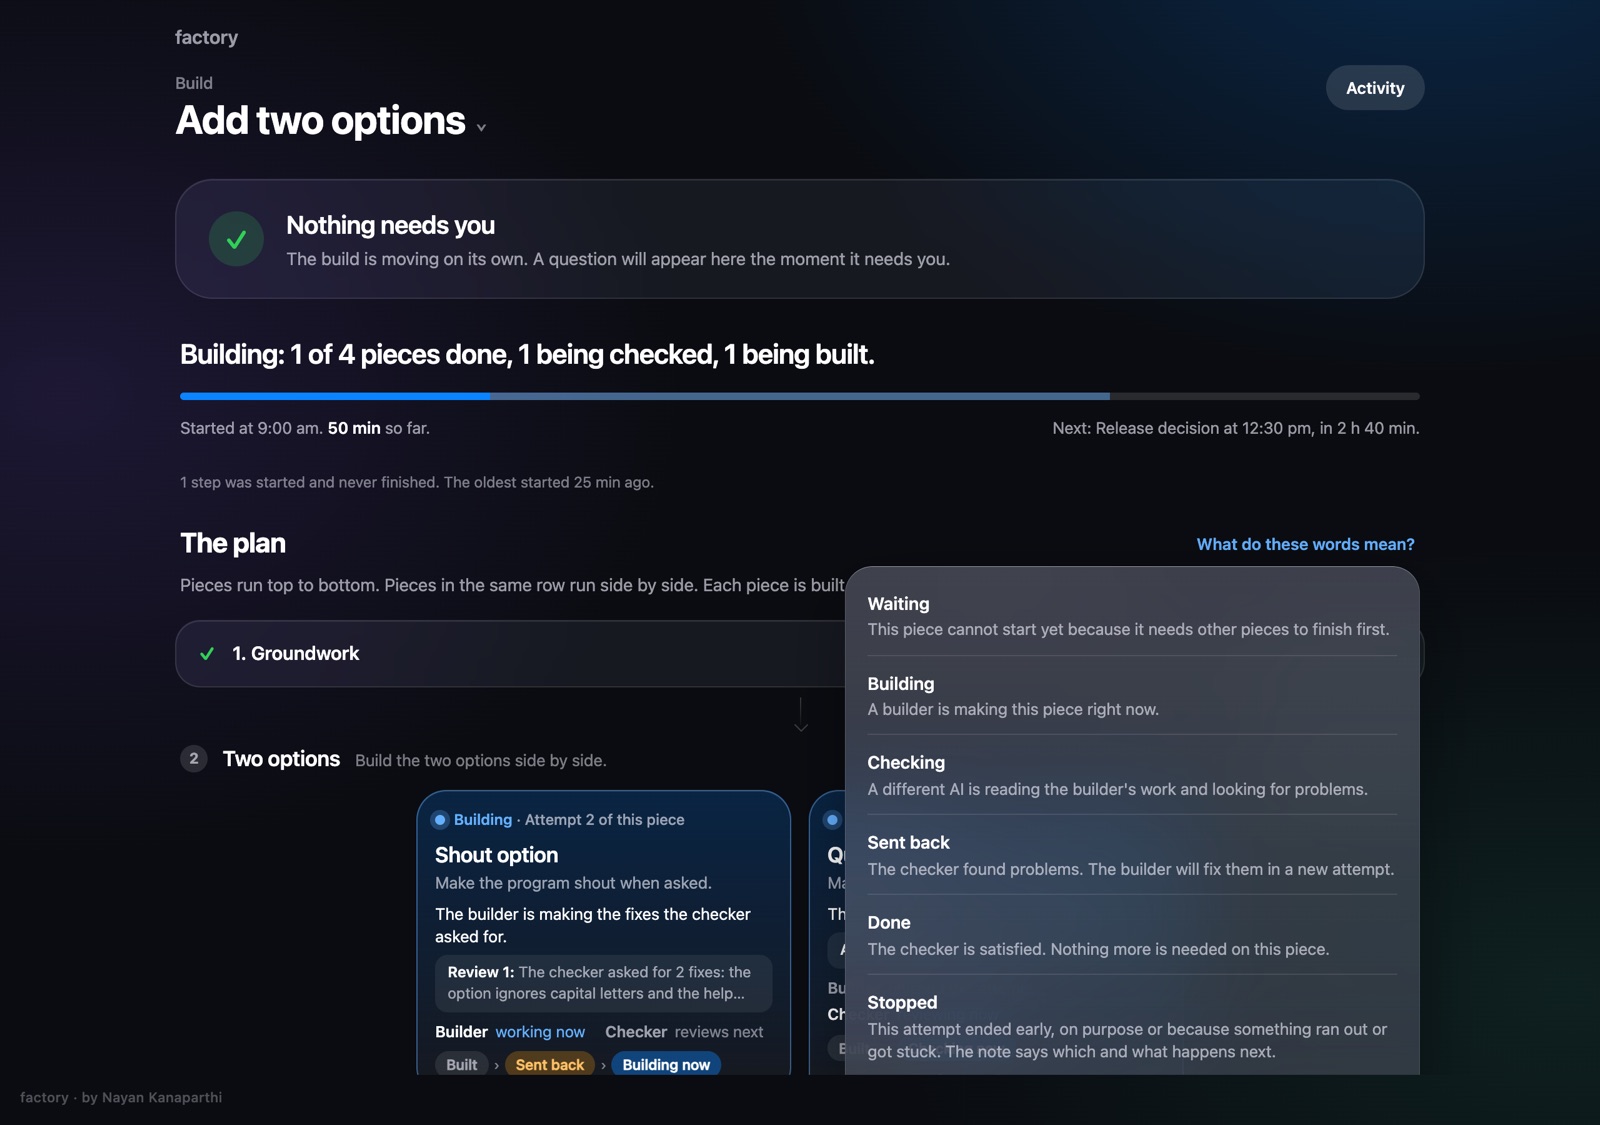 factory
Build
Add two options
Activity
Nothing needs you
The build is moving on its own. A question will appear here the moment it needs you.
Building: 1 of 4 pieces done, 1 being checked, 1 being built.
Started at 9:00 am. 50 min so far.
Next: Release decision at 12:30 pm, in 2 h 40 min.
1 step was started and never finished. The oldest started 25 min ago.
The plan
What do these words mean?
Pieces run top to bottom. Pieces in the same row run side by side. Each piece is built
1. Groundwork
2 Two options Build the two options side by side.
Building · Attempt 2 of this piece
Shout option
Make the program shout when asked.
The builder is making the fixes the checker
asked for.
Review 1: The checker asked for 2 fixes: the
option ignores capital letters and the help...
Builder working now Checker reviews next
Built › Sent back › Building now
Waiting
This piece cannot start yet because it needs other pieces to finish first.
Building
A builder is making this piece right now.
Checking
A different AI is reading the builder's work and looking for problems.
Sent back
The checker found problems. The builder will fix them in a new attempt.
Done
The checker is satisfied. Nothing more is needed on this piece.
Stopped
This attempt ended early, on purpose or because something ran out or
got stuck. The note says which and what happens next.
factory · by Nayan Kanaparthi